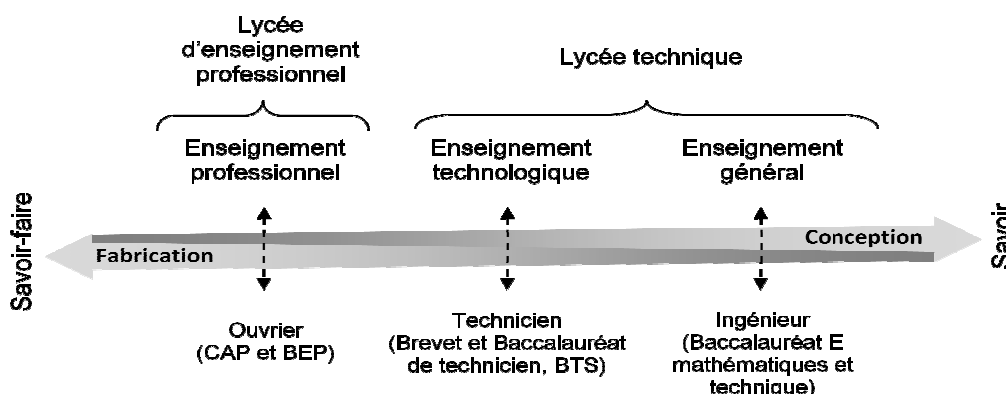 Lycée
d'enseignement
professionnel
Lycée technique
Enseignement
professionnel
Enseignement
technologique
Enseignement
général
Savoir-faire
Fabrication
Conception
Savoir
Ouvrier
(CAP et BEP)
Technicien
(Brevet et Baccalauréat
de technicien, BTS)
Ingénieur
(Baccalauréat E
mathématiques et
technique)